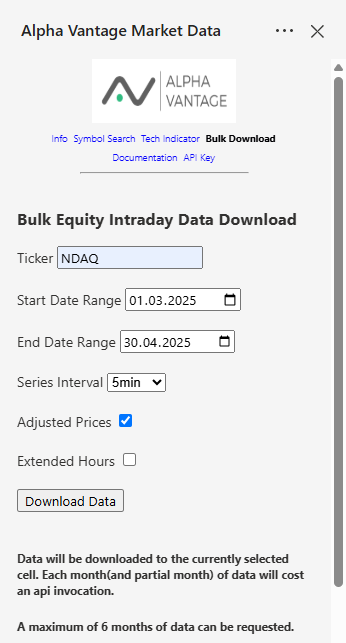 Alpha Vantage Market Data
ALPHA
VANTAGE
Info Symbol Search Tech Indicator Bulk Download
Documentation API Key
Bulk Equity Intraday Data Download
Ticker NDAQ
Start Date Range 01.03.2025
End Date Range 30.04.2025
Series Interval 5min
Adjusted Prices
Extended Hours
Download Data
Data will be downloaded to the currently selected
cell. Each month(and partial month) of data will cost
an api invocation.
A maximum of 6 months of data can be requested.